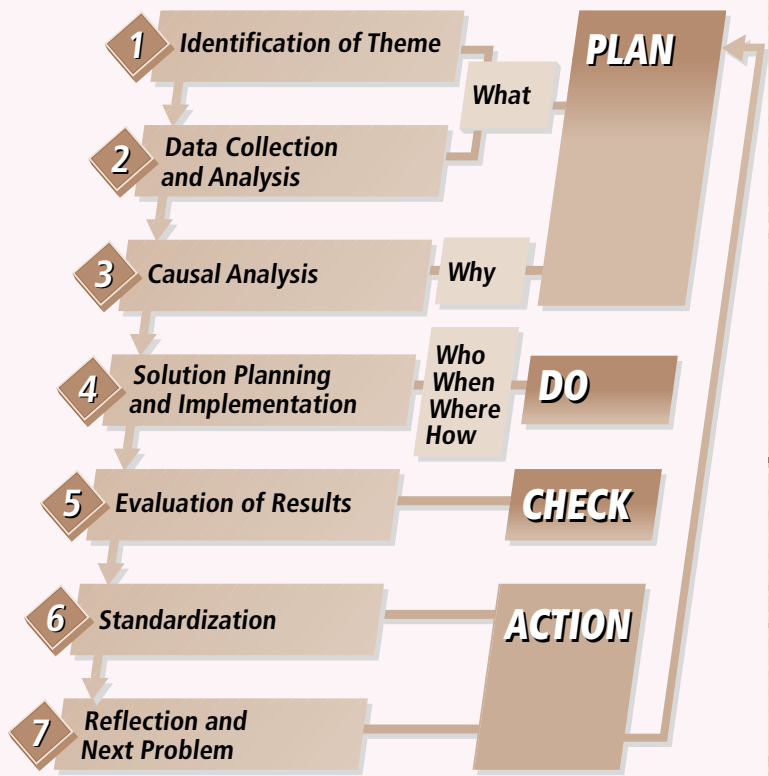 1
Identification of Theme
What
PLAN
2
Data Collection
and Analysis
3
Causal Analysis
Why
4
Solution Planning
and Implementation
Who
When
Where
How
DO
5
Evaluation of Results
CHECK
6
Standardization
ACTION
7
Reflection and
Next Problem